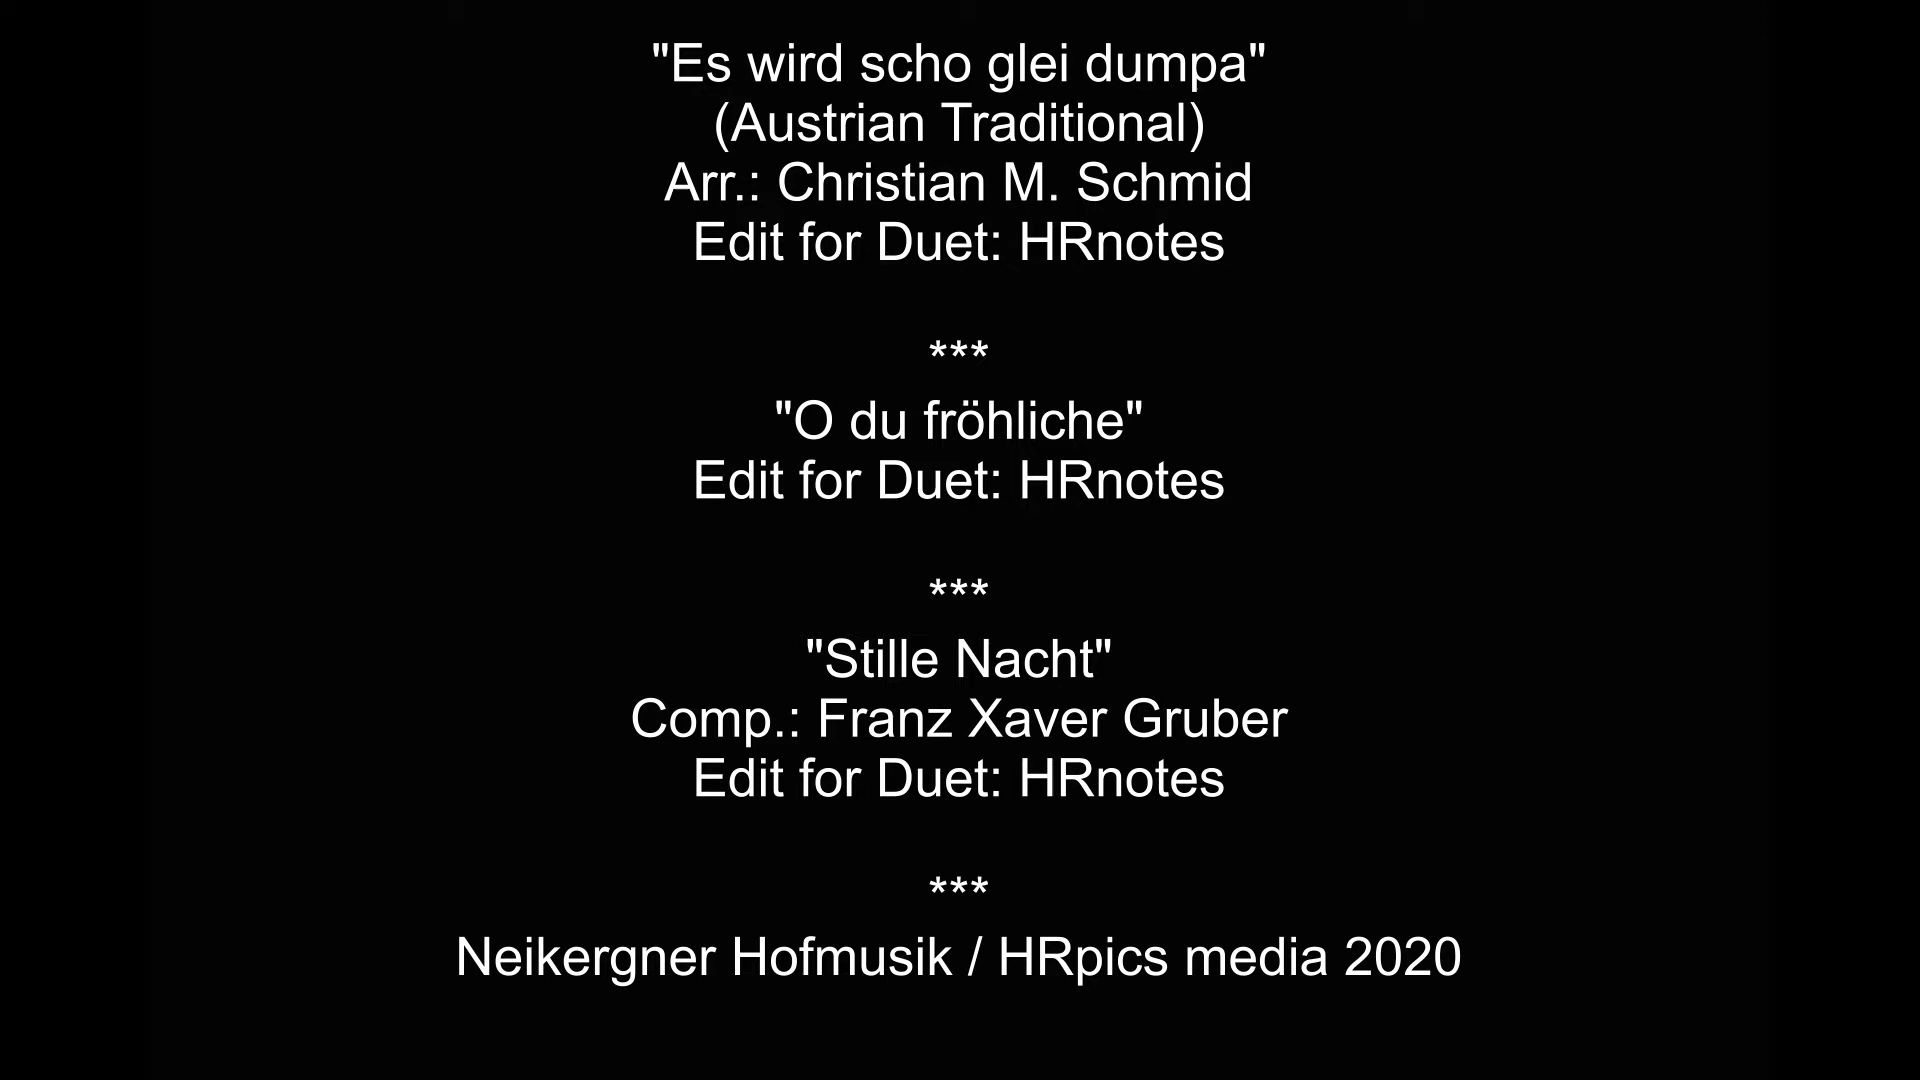 "Es wird scho glei dumpa"
(Austrian Traditional)
Arr.: Christian M. Schmid
Edit for Duet: HRnotes
***
"O du fröhliche"
Edit for Duet: HRnotes
***
"Stille Nacht"
Comp.: Franz Xaver Gruber
Edit for Duet: HRnotes
***
Neikergner Hofmusik / HRpics media 2020